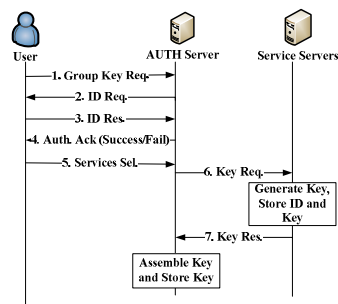 User
AUTH Server
Service Servers
1. Group Key Req.
2. ID Req.
3. ID Res.
4. Auth. Ack (Success/Fail)
5. Services Sel.
6. Key Req.
Generate Key,
Store ID and
Key
7. Key Res.
Assemble Key
and Store Key